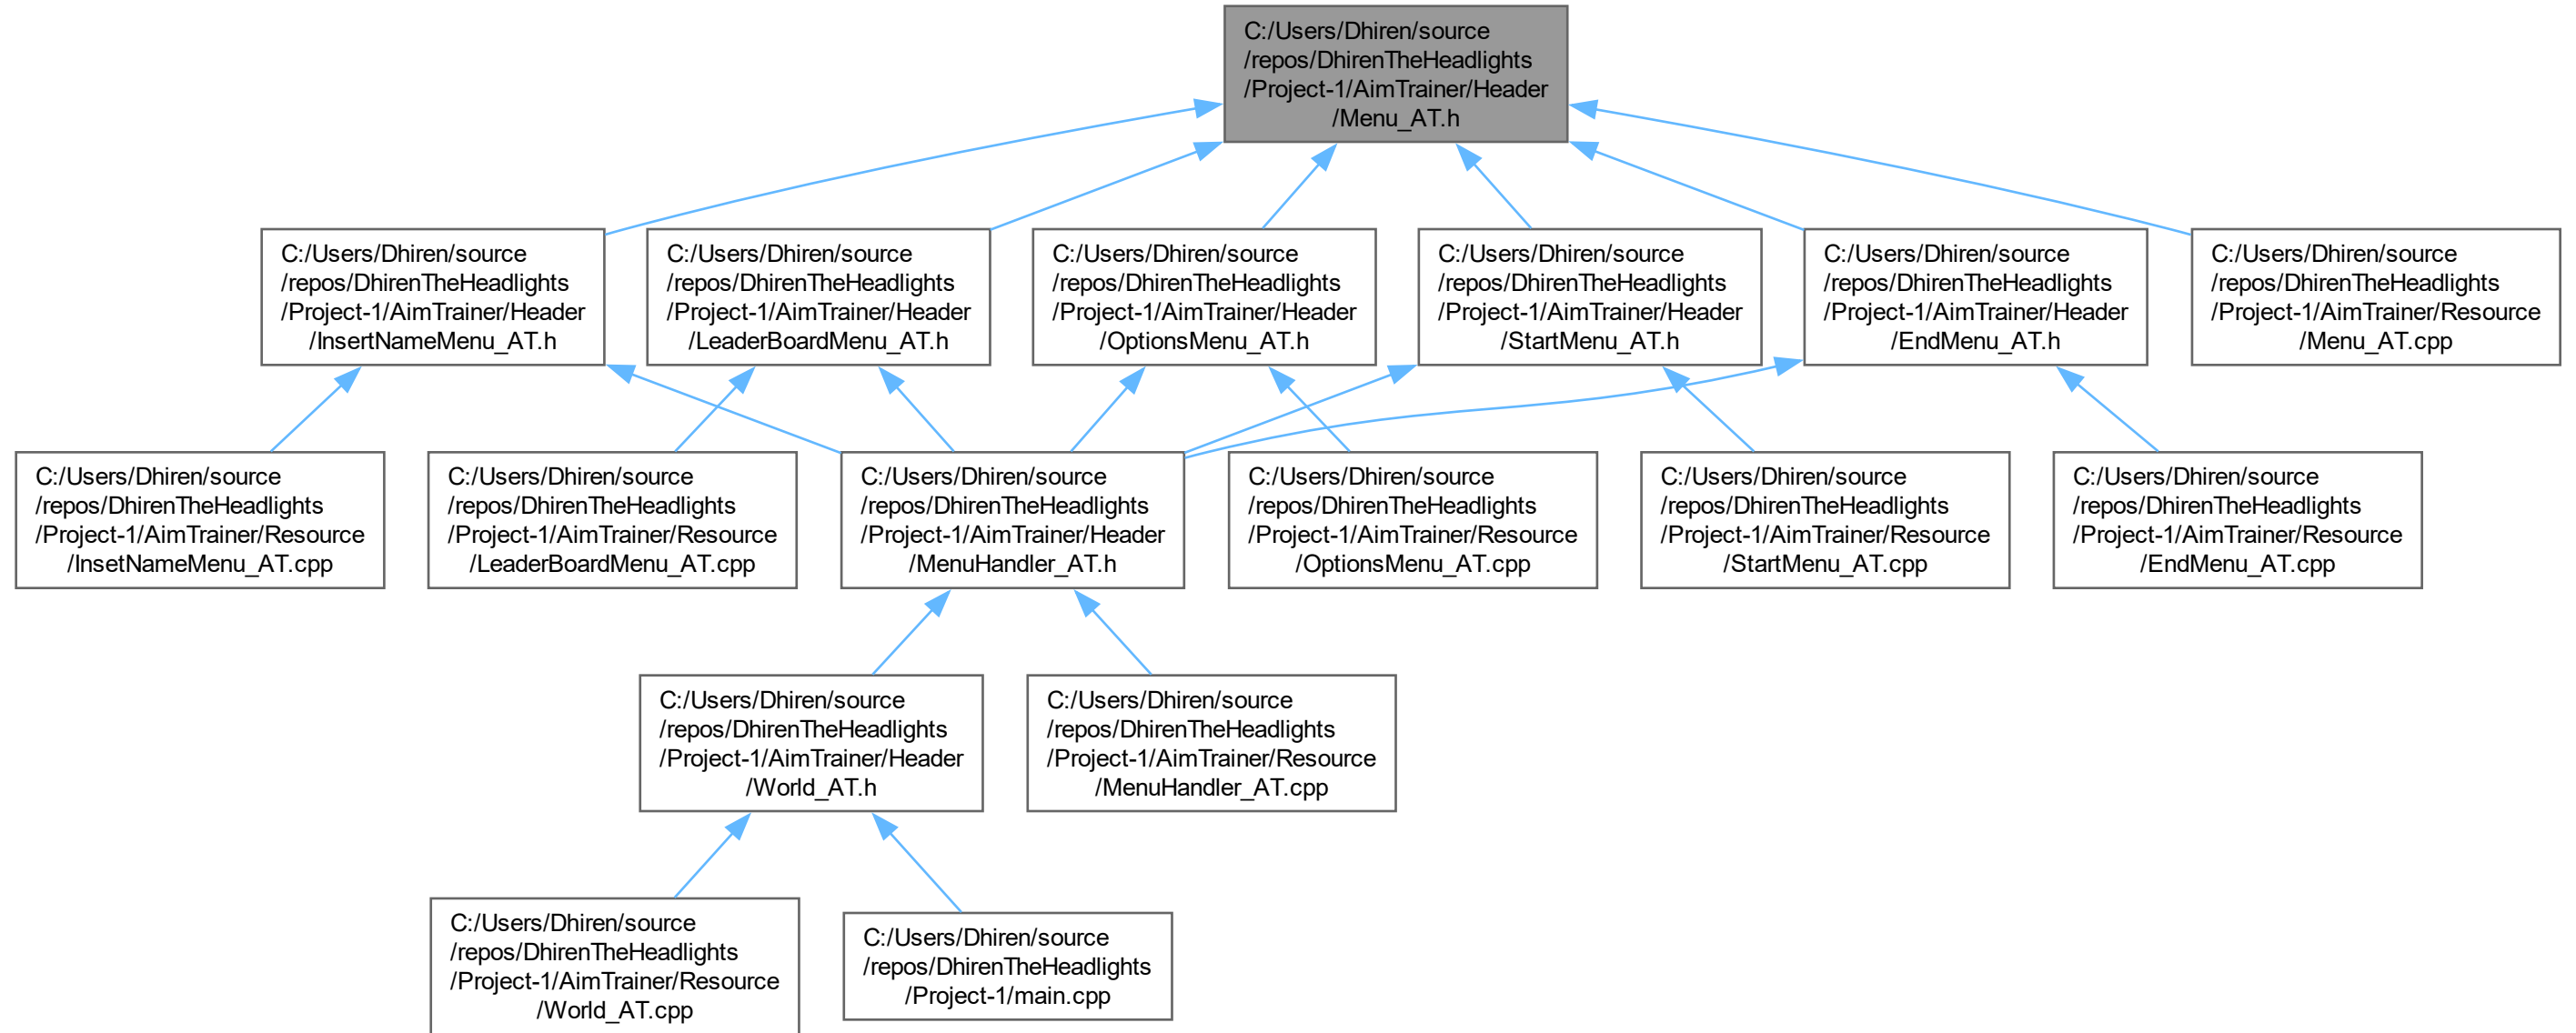 C:/Users/Dhiren/source
/repos/DhirenTheHeadlights
/Project-1/AimTrainer/Header
/Menu_AT.h
C:/Users/Dhiren/source
/repos/DhirenTheHeadlights
/Project-1/AimTrainer/Header
/InsertNameMenu_AT.h
C:/Users/Dhiren/source
/repos/DhirenTheHeadlights
/Project-1/AimTrainer/Header
/LeaderBoardMenu_AT.h
C:/Users/Dhiren/source
/repos/DhirenTheHeadlights
/Project-1/AimTrainer/Header
/OptionsMenu_AT.h
C:/Users/Dhiren/source
/repos/DhirenTheHeadlights
/Project-1/AimTrainer/Header
/StartMenu_AT.h
C:/Users/Dhiren/source
/repos/DhirenTheHeadlights
/Project-1/AimTrainer/Header
/EndMenu_AT.h
C:/Users/Dhiren/source
/repos/DhirenTheHeadlights
/Project-1/AimTrainer/Resource
/Menu_AT.cpp
C:/Users/Dhiren/source
/repos/DhirenTheHeadlights
/Project-1/AimTrainer/Resource
/InsetNameMenu_AT.cpp
C:/Users/Dhiren/source
/repos/DhirenTheHeadlights
/Project-1/AimTrainer/Resource
/LeaderBoardMenu_AT.cpp
C:/Users/Dhiren/source
/repos/DhirenTheHeadlights
/Project-1/AimTrainer/Header
/MenuHandler_AT.h
C:/Users/Dhiren/source
/repos/DhirenTheHeadlights
/Project-1/AimTrainer/Resource
/OptionsMenu_AT.cpp
C:/Users/Dhiren/source
/repos/DhirenTheHeadlights
/Project-1/AimTrainer/Resource
/StartMenu_AT.cpp
C:/Users/Dhiren/source
/repos/DhirenTheHeadlights
/Project-1/AimTrainer/Resource
/EndMenu_AT.cpp
C:/Users/Dhiren/source
/repos/DhirenTheHeadlights
/Project-1/AimTrainer/Header
/World_AT.h
C:/Users/Dhiren/source
/repos/DhirenTheHeadlights
/Project-1/AimTrainer/Resource
/MenuHandler_AT.cpp
C:/Users/Dhiren/source
/repos/DhirenTheHeadlights
/Project-1/AimTrainer/Resource
/World_AT.cpp
C:/Users/Dhiren/source
/repos/DhirenTheHeadlights
/Project-1/main.cpp